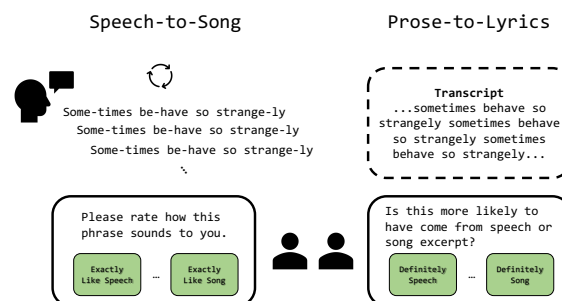 Speech-to-Song
Some-times be-have so strange-ly
Some-times be-have so strange-ly
Some-times be-have so strange-ly
...
Please rate how this
phrase sounds to you.
Exactly
Like Speech
...
Exactly
Like Song
Prose-to-Lyrics
Transcript
...sometimes behave so
strangely sometimes behave
so strangely sometimes
behave so strangely...
Is this more likely to
have come from speech or
song excerpt?
Definitely
Speech
...
Definitely
Song